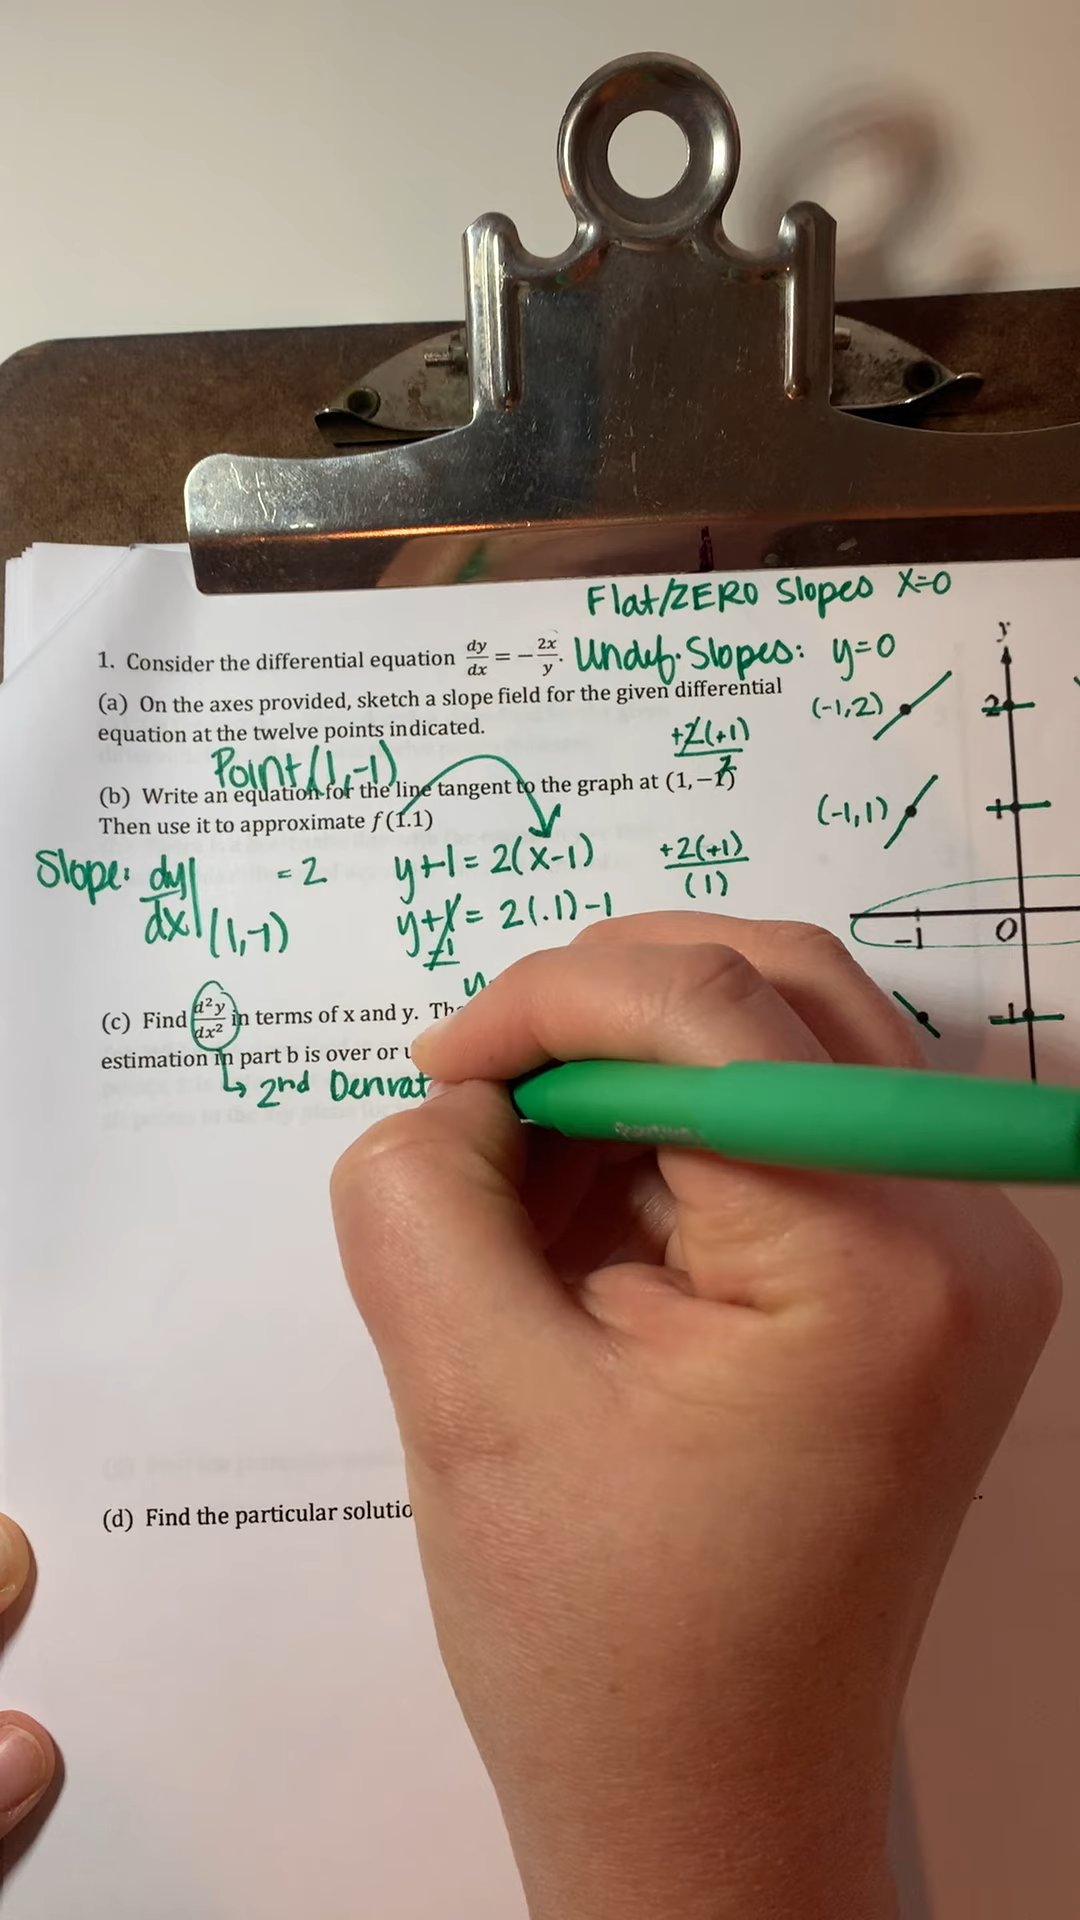 Flat/ZERO Slopes x=0
1. Consider the differential equation dy/dx = − 2x/y. Undef. Slopes: y=0
(a) On the axes provided, sketch a slope field for the given differential
equation at the twelve points indicated.
(-1,2)
+2(+1)/2
Point (1,-1)
(b) Write an equation for the line tangent to the graph at (1, −1)
Then use it to approximate f(1.1)
(-1,1)
+2(+1)/(1)
Slope: dy/dx|(1,-1) = 2
y+1 = 2(x-1)
y+1 = 2(.1)-1
-1
y
(c) Find d²y/dx² in terms of x and y.
estimation in part b is over or
↳ 2nd Derivat
(d) Find the particular solutio
y
2
1
-1 0
-1